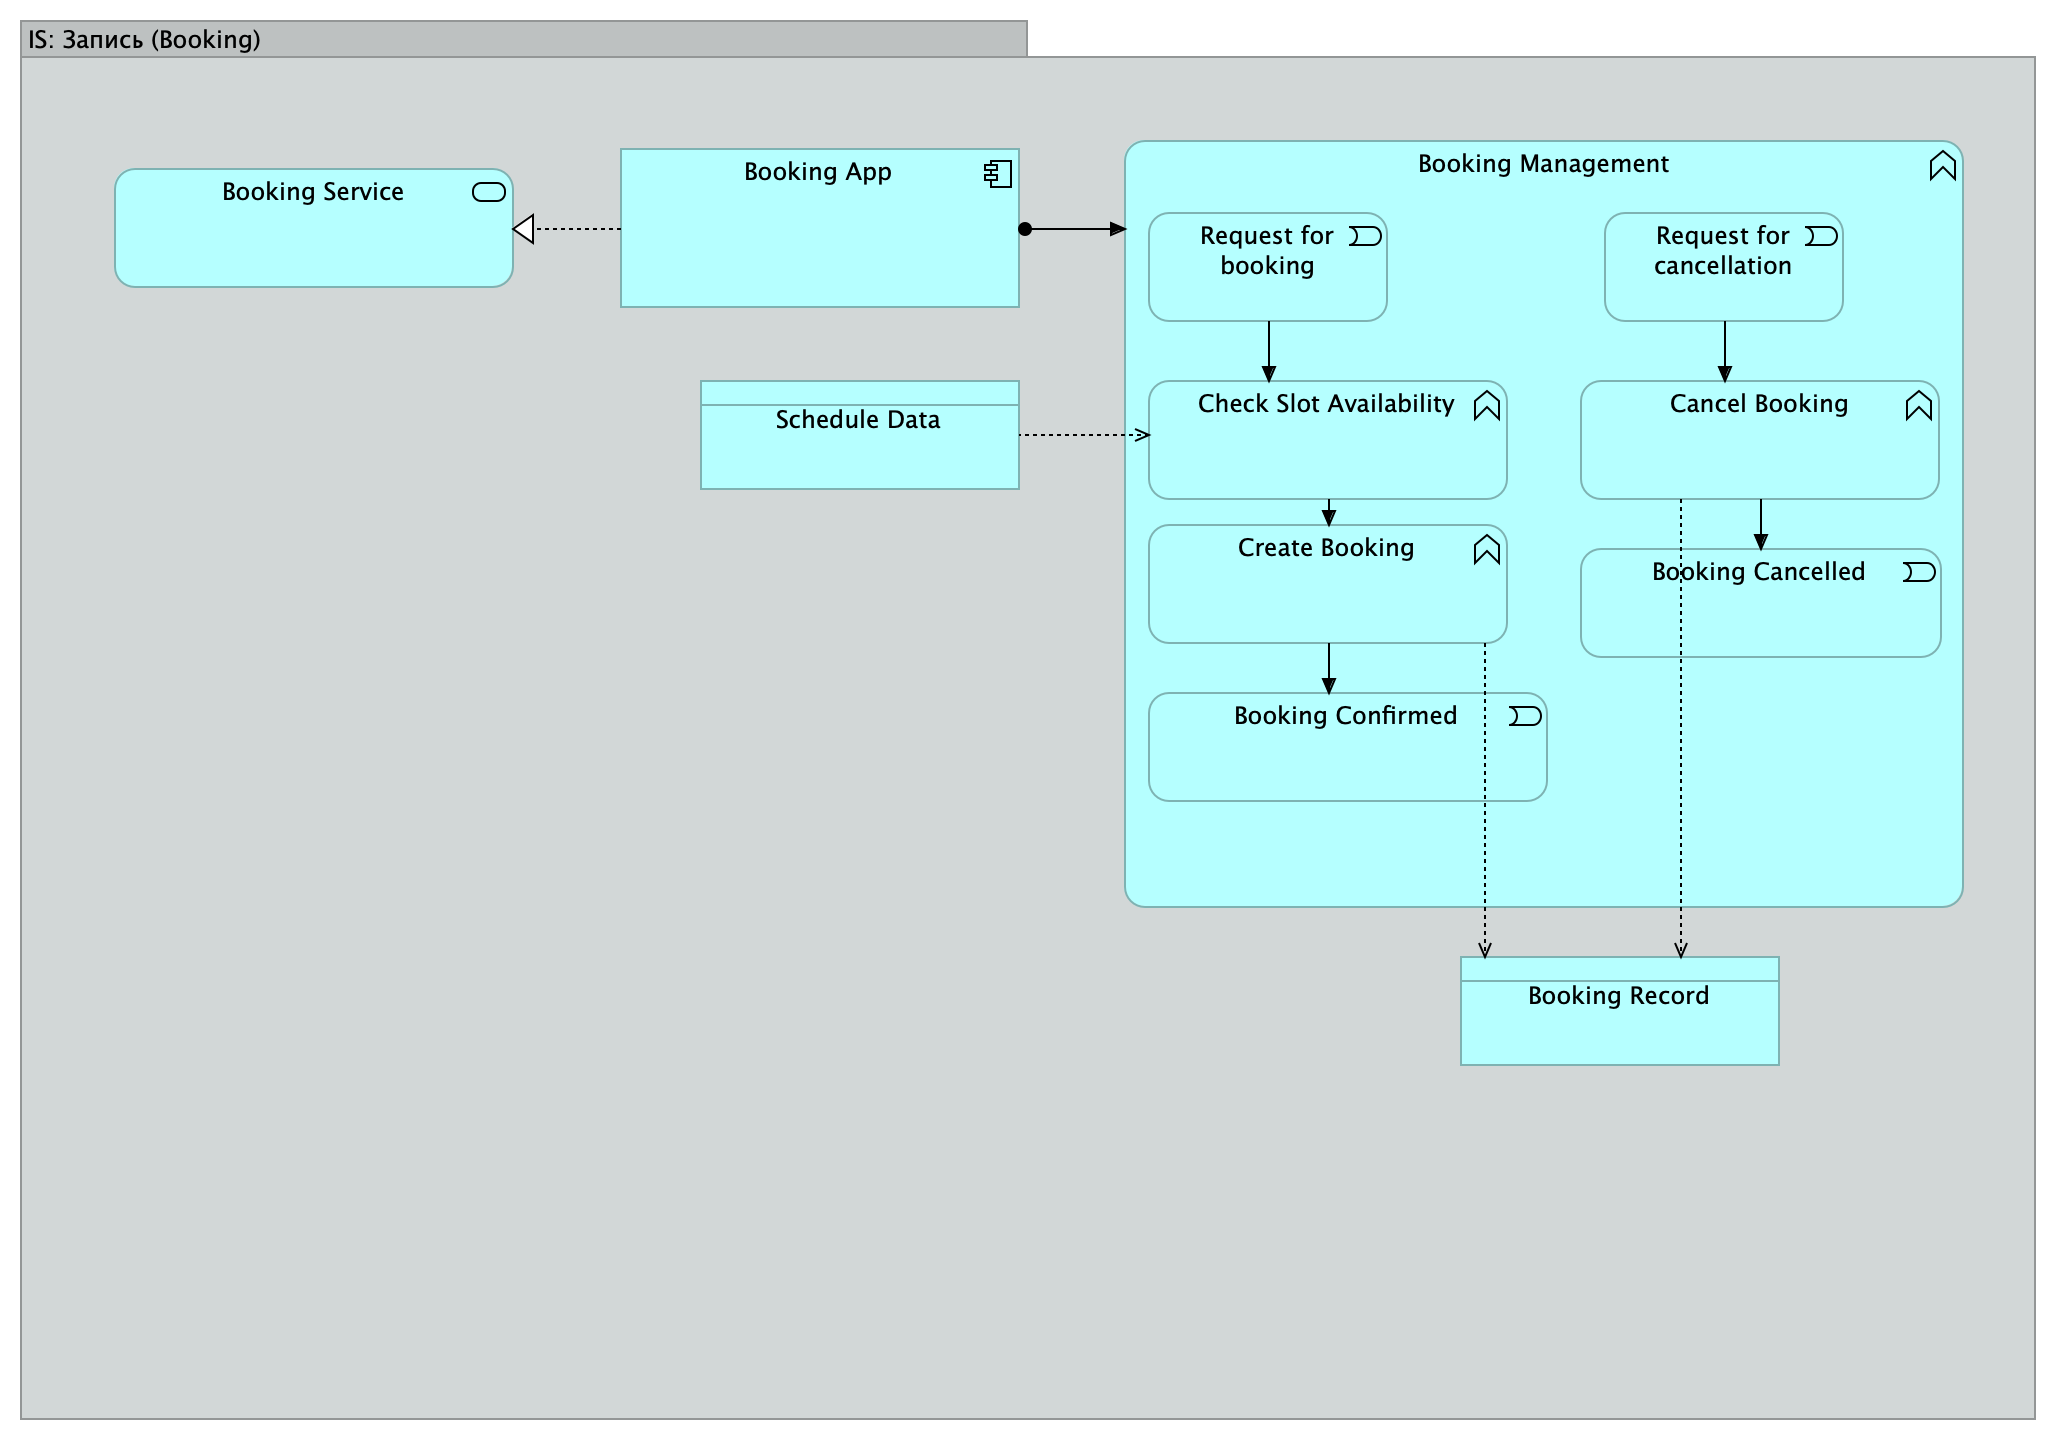 IS: Запись (Booking)
Booking Service
Booking App
Booking Management
Request for
booking
Request for
cancellation
Schedule Data
Check Slot Availability
Cancel Booking
Create Booking
Booking Cancelled
Booking Confirmed
Booking Record